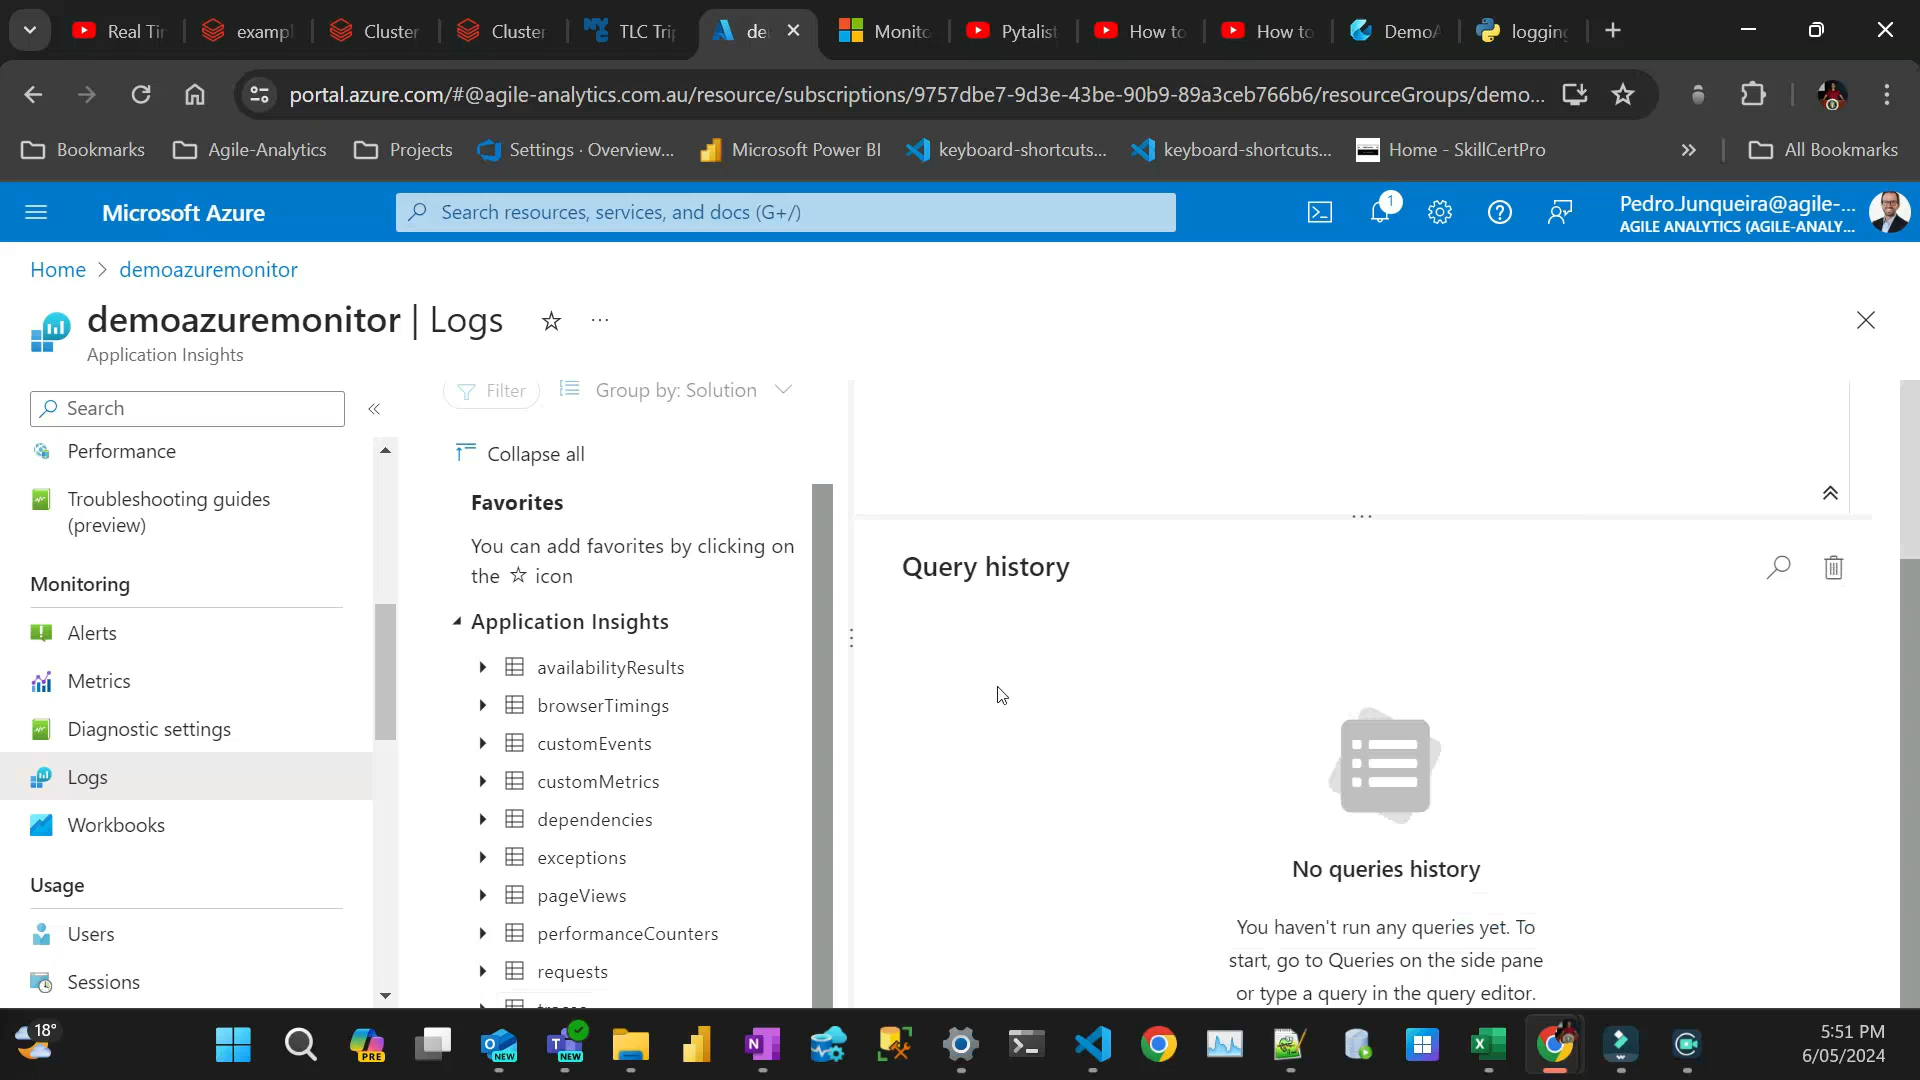 Real Ti
examp
Cluster
Cluster
TLC Tri
de
Monito
Pytalist
How to
How to
DemoA
logging
portal.azure.com/#@agile-analytics.com.au/resource/subscriptions/9757dbe7-9d3e-43be-90b9-89a3ceb766b6/resourceGroups/demo...
Bookmarks
Agile-Analytics
Projects
Settings · Overview...
Microsoft Power BI
keyboard-shortcuts...
keyboard-shortcuts...
Home - SkillCertPro
All Bookmarks
Microsoft Azure
Search resources, services, and docs (G+/)
1
Pedro.Junqueira@agile-...
AGILE ANALYTICS (AGILE-ANALY...
Home > demoazuremonitor
demoazuremonitor | Logs
Application Insights
Search
Performance
Troubleshooting guides
(preview)
Monitoring
Alerts
Metrics
Diagnostic settings
Logs
Workbooks
Usage
Users
Sessions
Filter
Group by: Solution
Collapse all
Favorites
You can add favorites by clicking on
the ☆ icon
Application Insights
availabilityResults
browserTimings
customEvents
customMetrics
dependencies
exceptions
pageViews
performanceCounters
requests
traces
Query history
No queries history
You haven't run any queries yet. To
start, go to Queries on the side pane
or type a query in the query editor.
18°
PRE
NEW
NEW
5:51 PM
6/05/2024